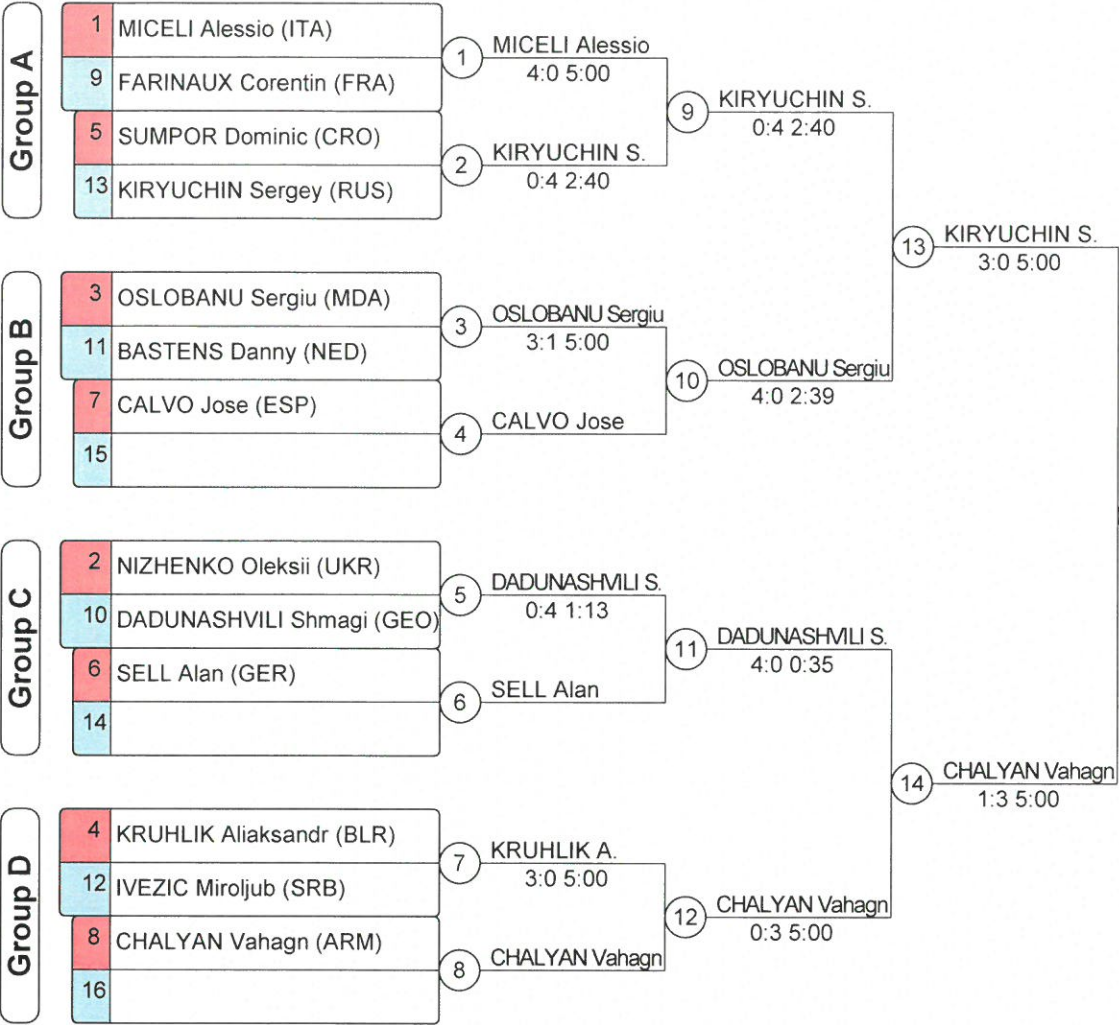 Group A
1 MICELI Alessio (ITA)
9 FARINAUX Corentin (FRA)
5 SUMPOR Dominic (CRO)
13 KIRYUCHIN Sergey (RUS)
1 MICELI Alessio
4:0 5:00
2 KIRYUCHIN S.
0:4 2:40
9 KIRYUCHIN S.
0:4 2:40
Group B
3 OSLOBANU Sergiu (MDA)
11 BASTENS Danny (NED)
7 CALVO Jose (ESP)
15
3 OSLOBANU Sergiu
3:1 5:00
4 CALVO Jose
10 OSLOBANU Sergiu
4:0 2:39
13 KIRYUCHIN S.
3:0 5:00
Group C
2 NIZHENKO Oleksii (UKR)
10 DADUNASHVILI Shmagi (GEO)
6 SELL Alan (GER)
14
5 DADUNASHVILI S.
0:4 1:13
6 SELL Alan
11 DADUNASHVILI S.
4:0 0:35
Group D
4 KRUHLIK Aliaksandr (BLR)
12 IVEZIC Miroljub (SRB)
8 CHALYAN Vahagn (ARM)
16
7 KRUHLIK A.
3:0 5:00
8 CHALYAN Vahagn
12 CHALYAN Vahagn
0:3 5:00
14 CHALYAN Vahagn
1:3 5:00